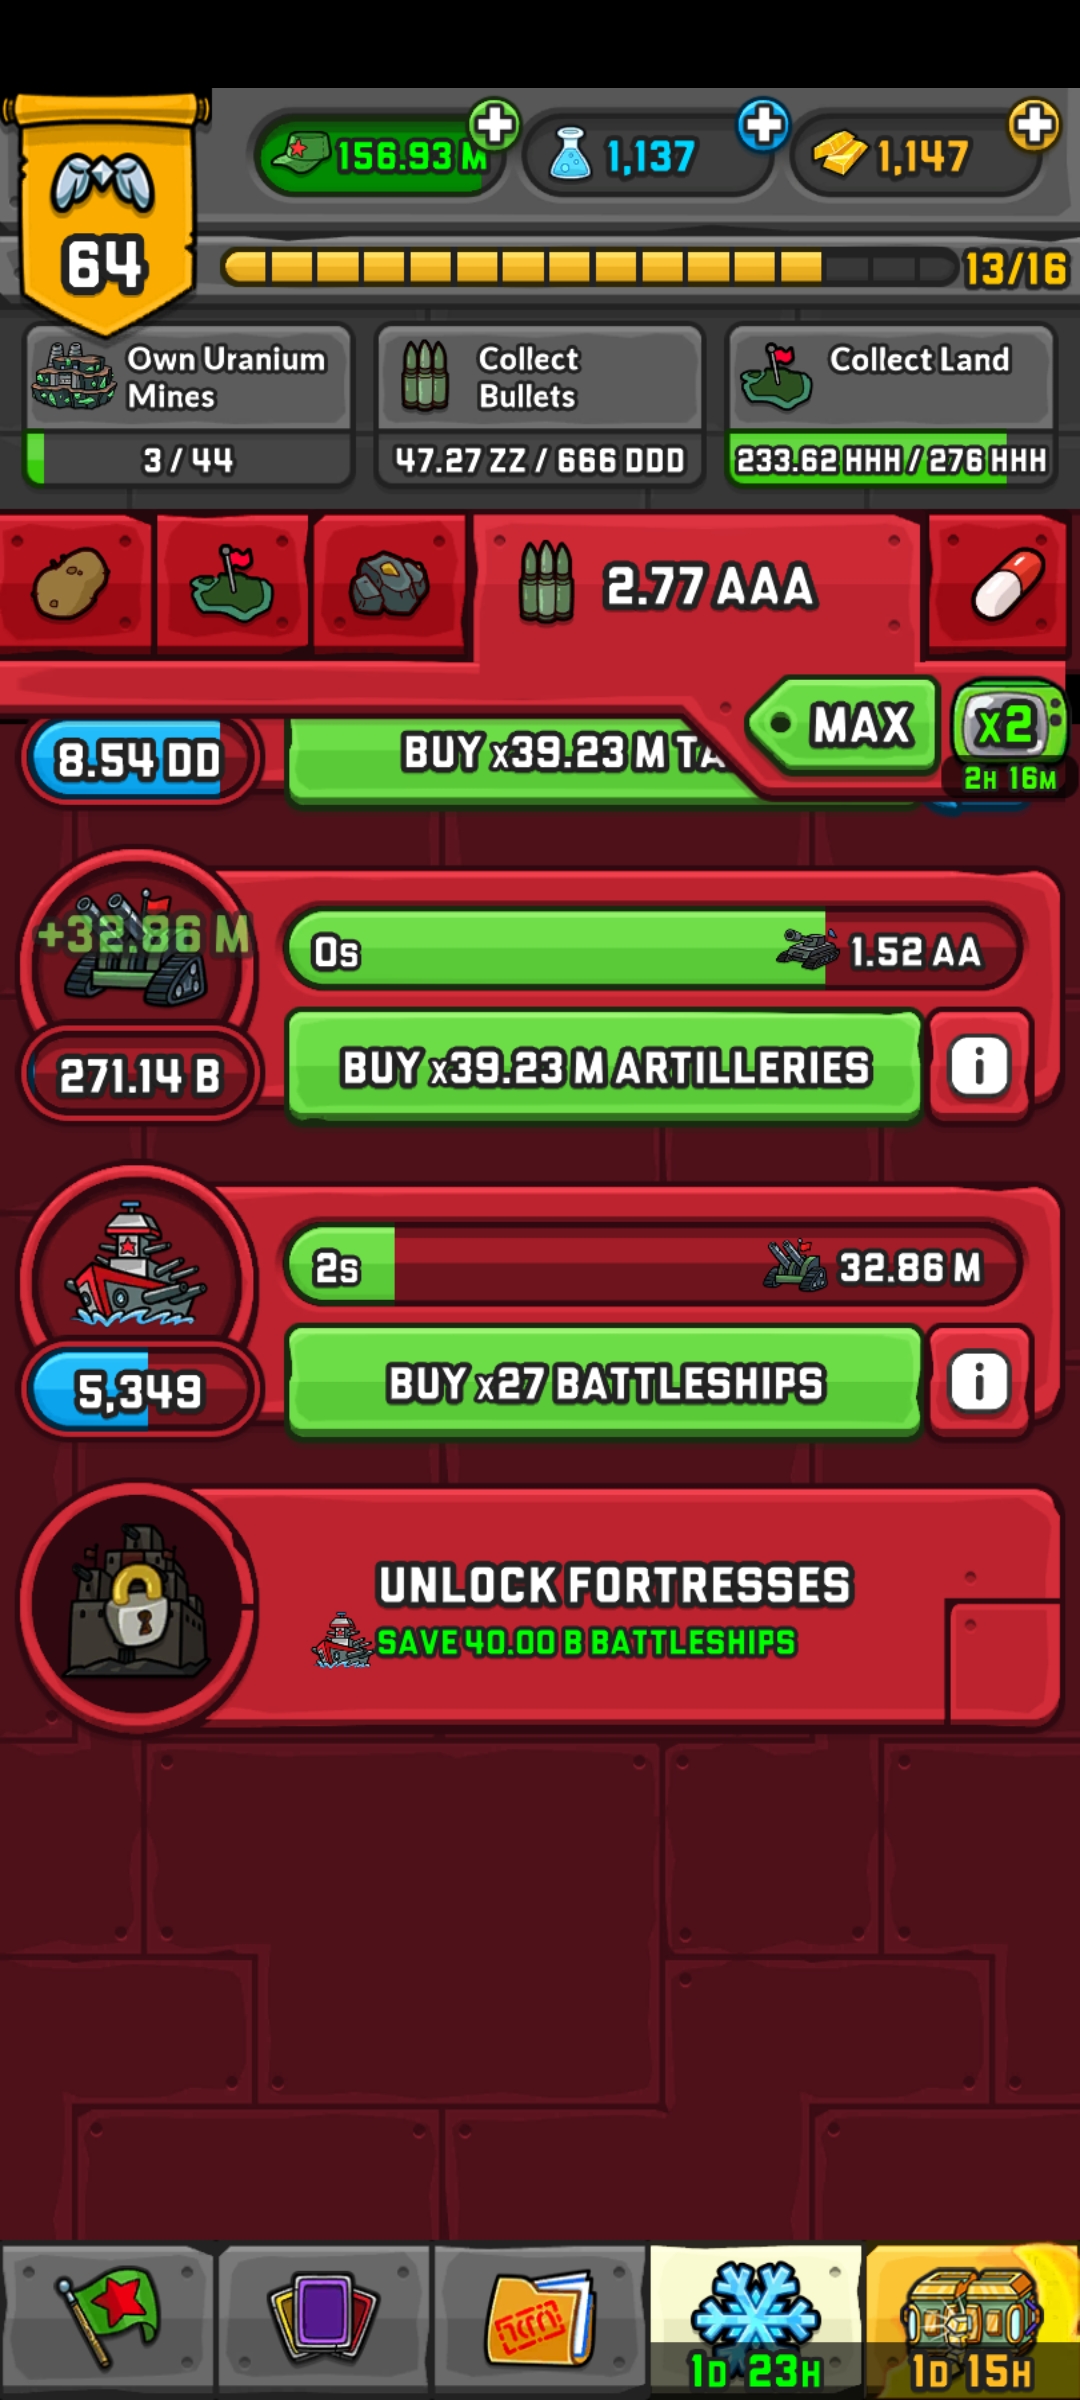 156.93 M
1,137
1,147
64
13/16
Own Uranium
Mines
3 / 44
Collect
Bullets
47.27 ZZ / 666 DDD
Collect Land
233.62 HHH / 276 HHH
2.77 AAA
MAX
x2
2H 16M
8.54 DD
BUY x39.23 M TA
+32.86 M
0s
1.52 AA
271.14 B
BUY x39.23 M ARTILLERIES
i
2s
32.86 M
5,349
BUY x27 BATTLESHIPS
i
UNLOCK FORTRESSES
SAVE 40.00 B BATTLESHIPS
1D 23H
1D 15H